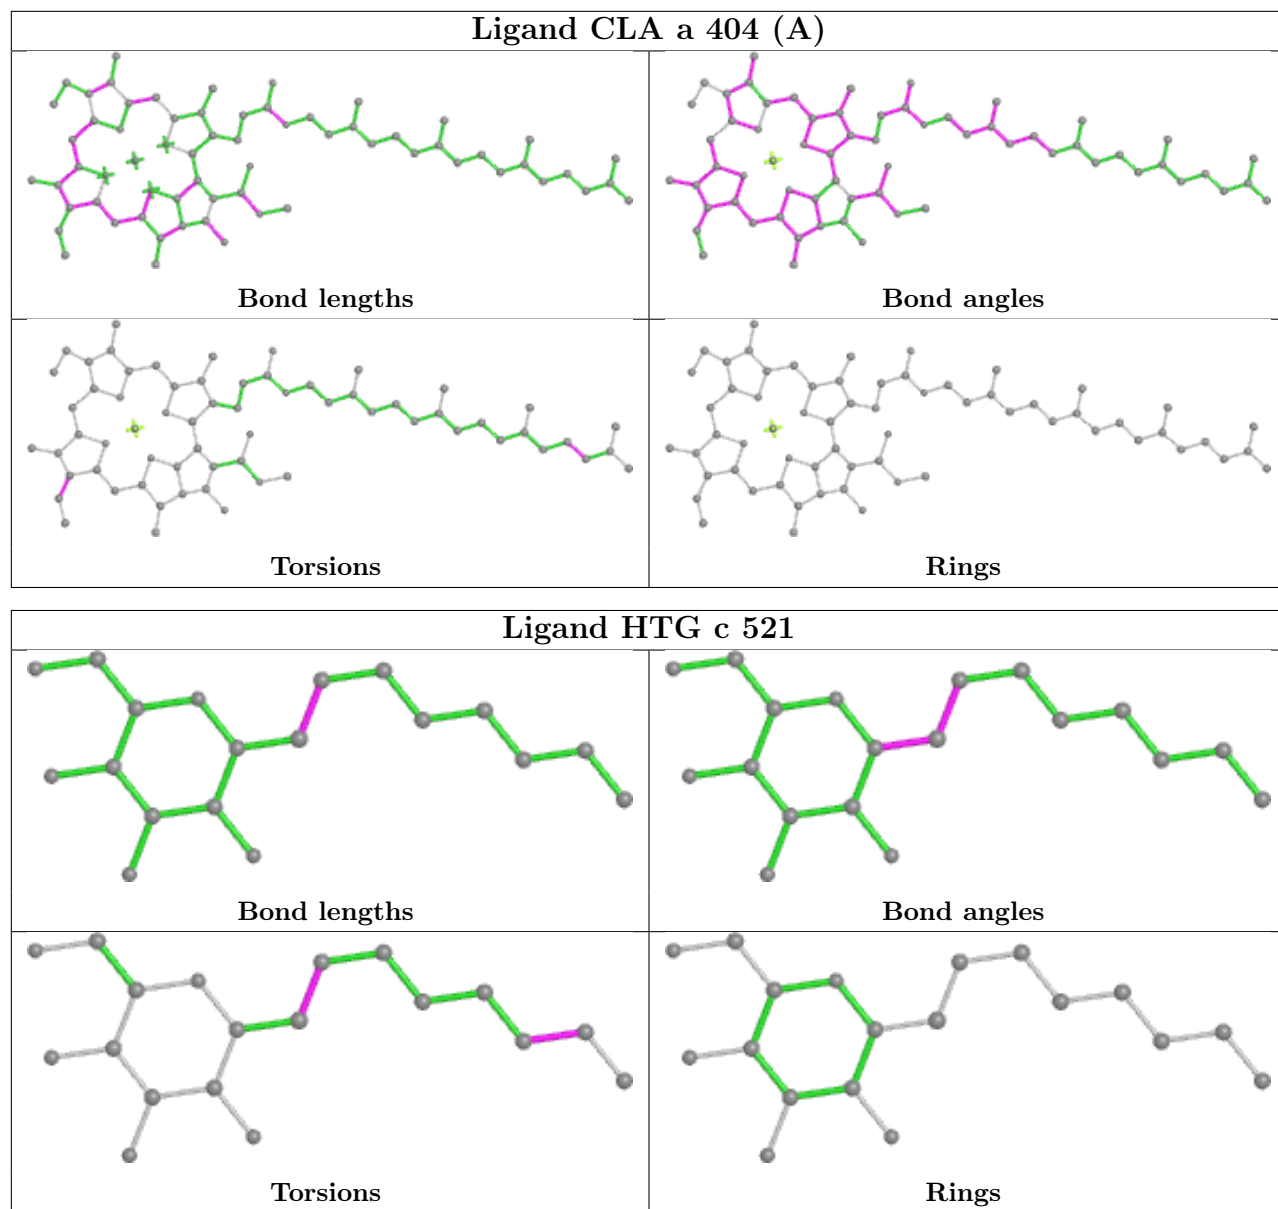 Ligand CLA a 404 (A)
Bond lengths
Bond angles
Torsions
Rings
Ligand HTG c 521
Bond lengths
Bond angles
Torsions
Rings